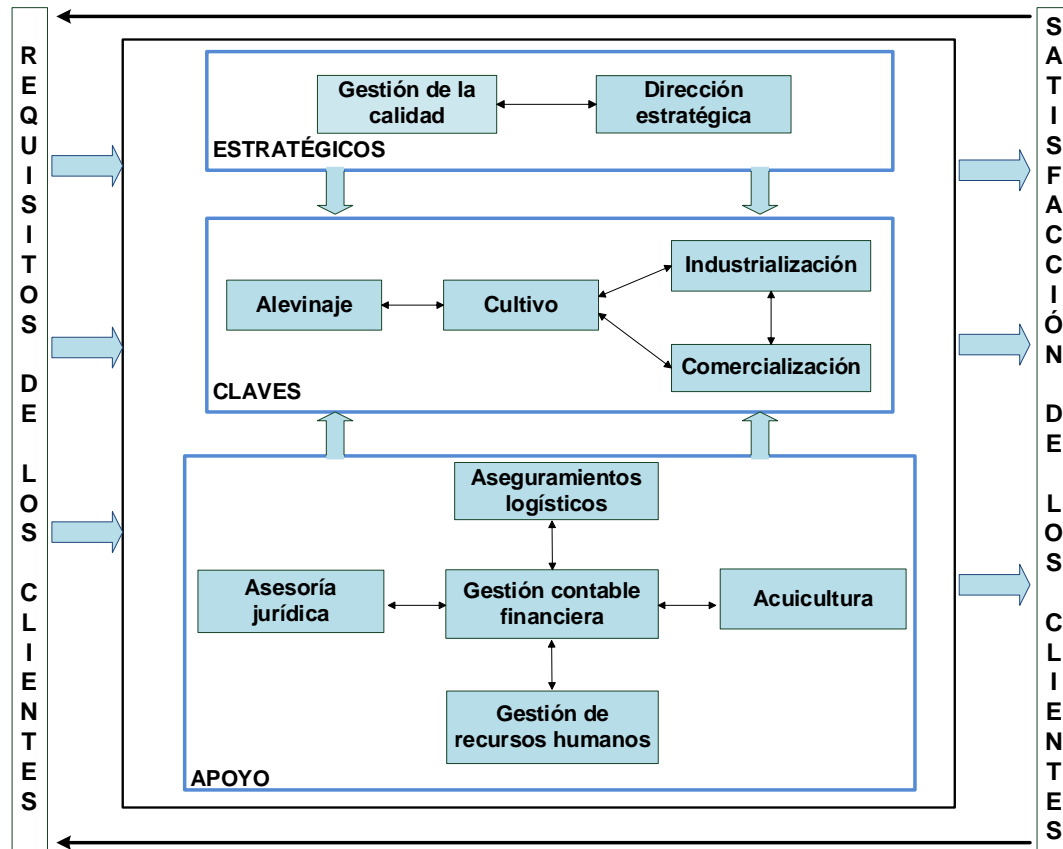 REQUISITOS DE LOS CLIENTES
Gestión de la
calidad
Dirección
estratégica
ESTRATÉGICOS
Alevinaje
Cultivo
Industrialización
Comercialización
CLAVES
Aseguramientos
logísticos
Asesoría
jurídica
Gestión contable
financiera
Acuicultura
Gestión de
recursos humanos
APOYO
SATISFACCIÓN DE LOS CLIENTES